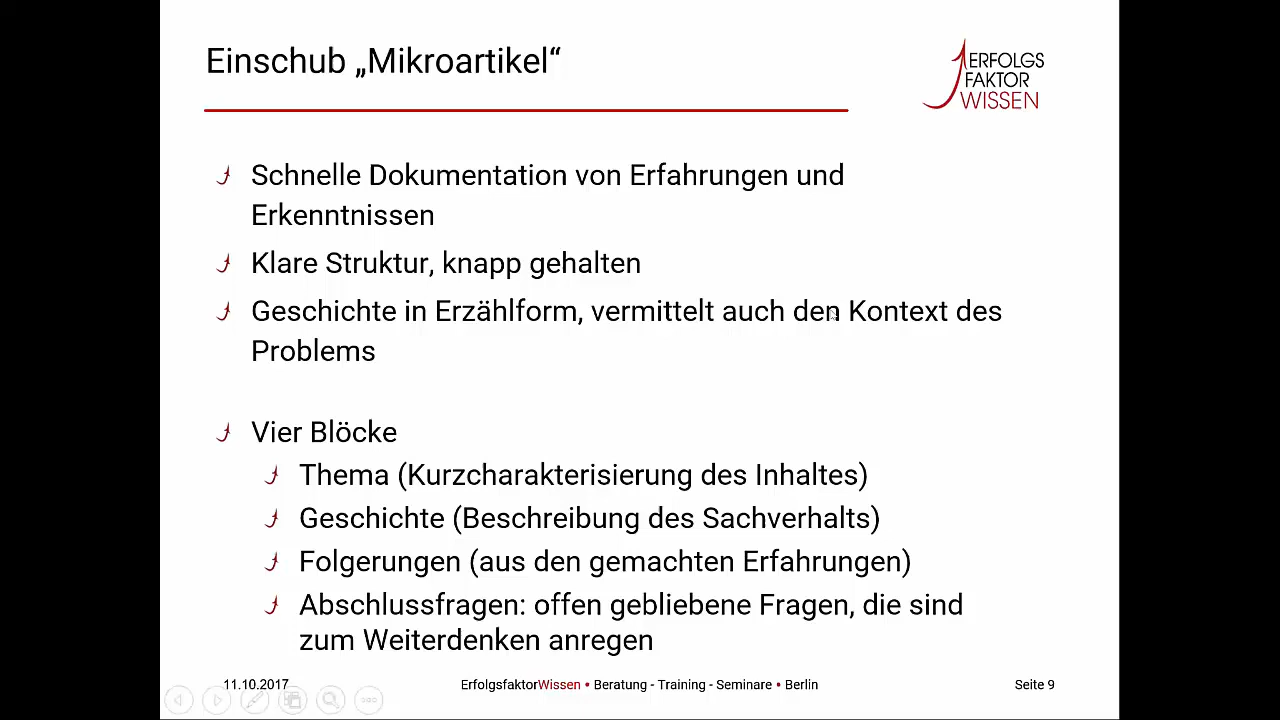 Einschub „Mikroartikel“
ERFOLGS
FAKTOR
WISSEN
Schnelle Dokumentation von Erfahrungen und
Erkenntnissen
Klare Struktur, knapp gehalten
Geschichte in Erzählform, vermittelt auch den Kontext des
Problems
Vier Blöcke
Thema (Kurzcharakterisierung des Inhaltes)
Geschichte (Beschreibung des Sachverhalts)
Folgerungen (aus den gemachten Erfahrungen)
Abschlussfragen: offen gebliebene Fragen, die sind
zum Weiterdenken anregen
11.10.2017 ErfolgsfaktorWissen • Beratung - Training - Seminare • Berlin Seite 9